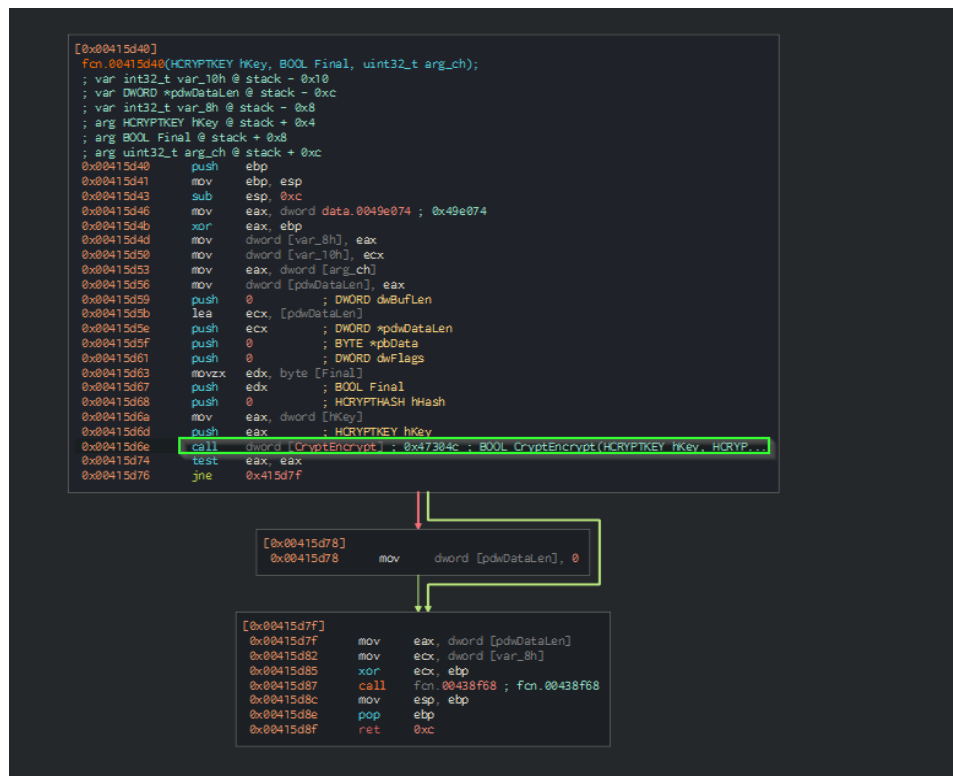 [0x00415d40]
fcn.00415d40(HCRYPTKEY hKey, BOOL Final, uint32_t arg_ch);
; var int32_t var_10h @ stack - 0x10
; var DWORD *pdwDataLen @ stack - 0xc
; var int32_t var_8h @ stack - 0x8
; arg HCRYPTKEY hKey @ stack + 0x4
; arg BOOL Final @ stack + 0x8
; arg uint32_t arg_ch @ stack + 0xc
0x00415d40 push ebp
0x00415d41 mov ebp, esp
0x00415d43 sub esp, 0xc
0x00415d46 mov eax, dword data.0049e074 ; 0x49e074
0x00415d4b xor eax, ebp
0x00415d4d mov dword [var_8h], eax
0x00415d50 mov dword [var_10h], ecx
0x00415d53 mov eax, dword [arg_ch]
0x00415d56 mov dword [pdwDataLen], eax
0x00415d59 push 0 ; DWORD dwBufLen
0x00415d5b lea ecx, [pdwDataLen]
0x00415d5e push ecx ; DWORD *pdwDataLen
0x00415d5f push 0 ; BYTE *pbData
0x00415d61 push 0 ; DWORD dwFlags
0x00415d63 movzx edx, byte [Final]
0x00415d67 push edx ; BOOL Final
0x00415d68 push 0 ; HCRYPTHASH hHash
0x00415d6a mov eax, dword [hKey]
0x00415d6d push eax ; HCRYPTKEY hKey
0x00415d6e call dword [CryptEncrypt] ; 0x47304c ; BOOL CryptEncrypt(HCRYPTKEY hKey, HCRYP...
0x00415d74 test eax, eax
0x00415d76 jne 0x415d7f
[0x00415d78]
0x00415d78 mov dword [pdwDataLen], 0
[0x00415d7f]
0x00415d7f mov eax, dword [pdwDataLen]
0x00415d82 mov ecx, dword [var_8h]
0x00415d85 xor ecx, ebp
0x00415d87 call fcn.00438f68 ; fcn.00438f68
0x00415d8c mov esp, ebp
0x00415d8e pop ebp
0x00415d8f ret 0xc